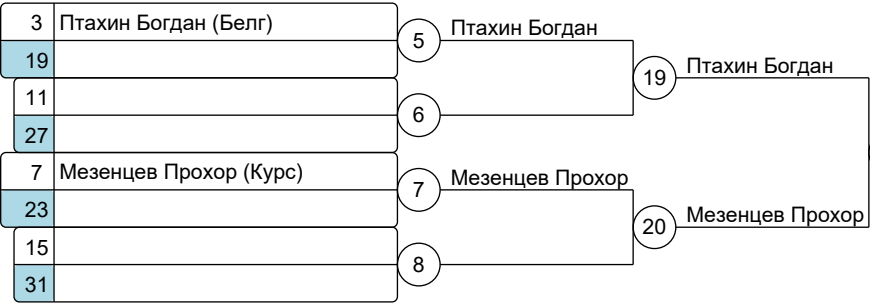 3 Птахин Богдан (Белг)
19
5 Птахин Богдан
11
27
6
19 Птахин Богдан
7 Мезенцев Прохор (Курс)
23
7 Мезенцев Прохор
15
31
8
20 Мезенцев Прохор